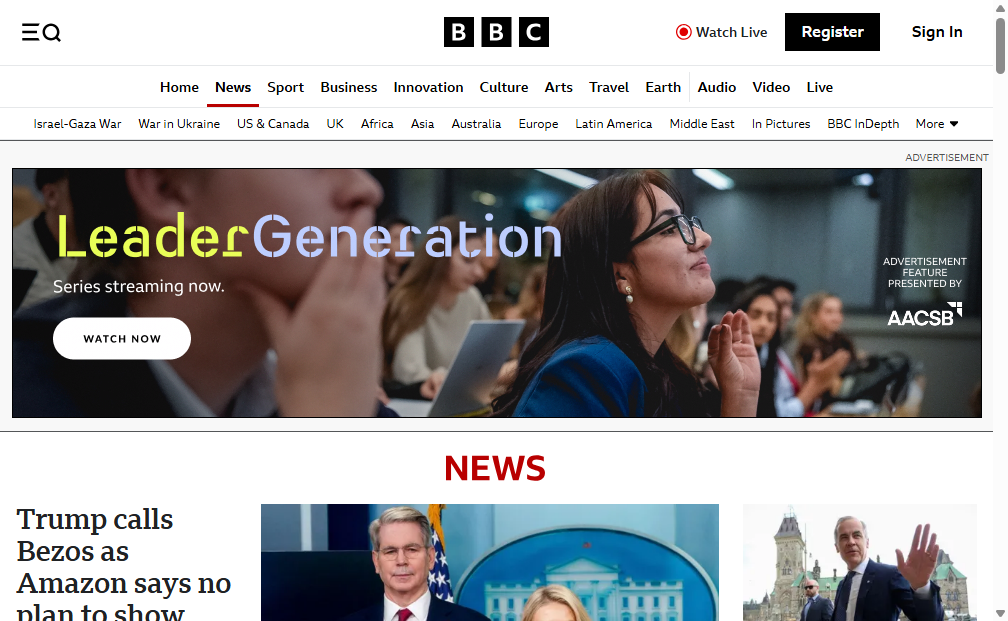 BBC
Watch Live
Register
Sign In
Home News Sport Business Innovation Culture Arts Travel Earth Audio Video Live
Israel-Gaza War War in Ukraine US & Canada UK Africa Asia Australia Europe Latin America Middle East In Pictures BBC InDepth More
ADVERTISEMENT
LeaderGeneration
Series streaming now.
WATCH NOW
ADVERTISEMENT
FEATURE
PRESENTED BY
AACSB
NEWS
Trump calls
Bezos as
Amazon says no
plan to show